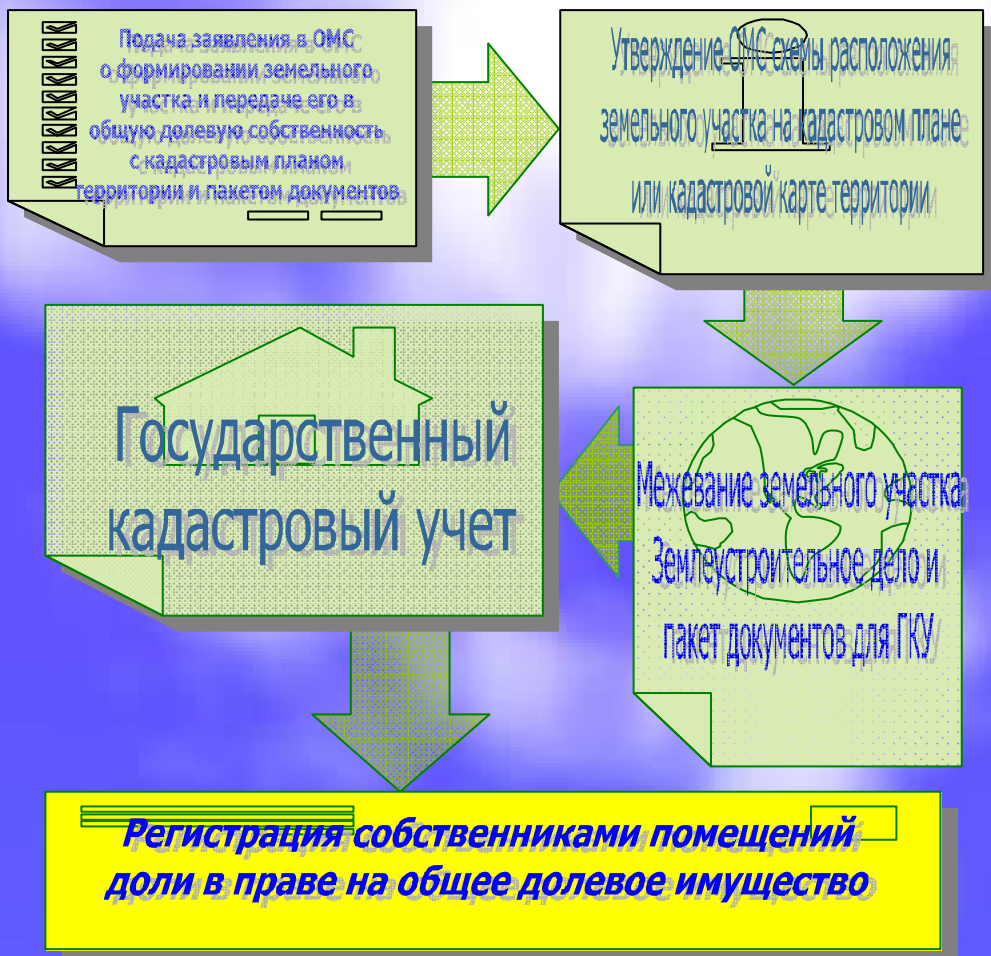 Подача заявления в ОМС
о формировании земельного
участка и передаче его в
общую долевую собственность
с кадастровым планом
территории и пакетом документов
Утверждение ОМС схемы расположения
земельного участка на кадастровом плане
или кадастровой карте территории
Межевание земельного участка
Землеустроительное дело и
пакет документов для ГКУ
Государственный
кадастровый учет
Регистрация собственниками помещений
доли в праве на общее долевое имущество